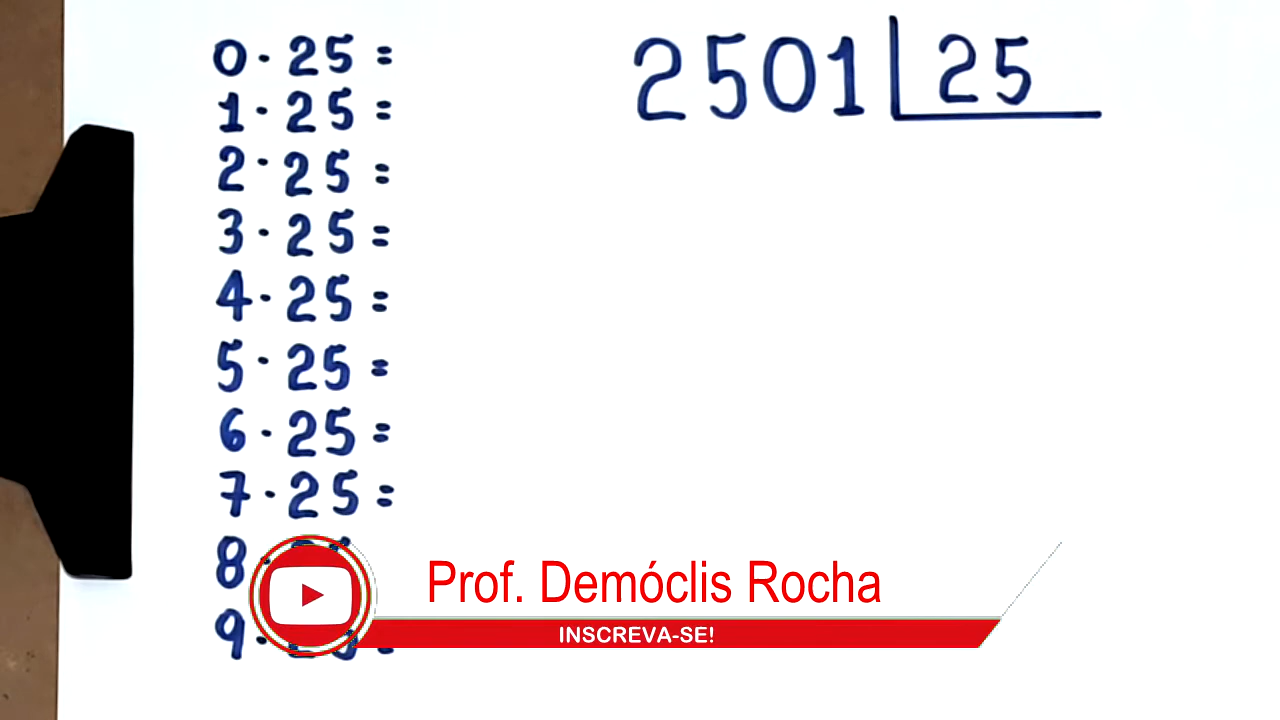 0 · 25 =
1 · 25 =
2 · 25 =
3 · 25 =
4 · 25 =
5 · 25 =
6 · 25 =
7 · 25 =
8 ·
9 ·
2501 | 25
Prof. Demóclis Rocha
INSCREVA-SE!